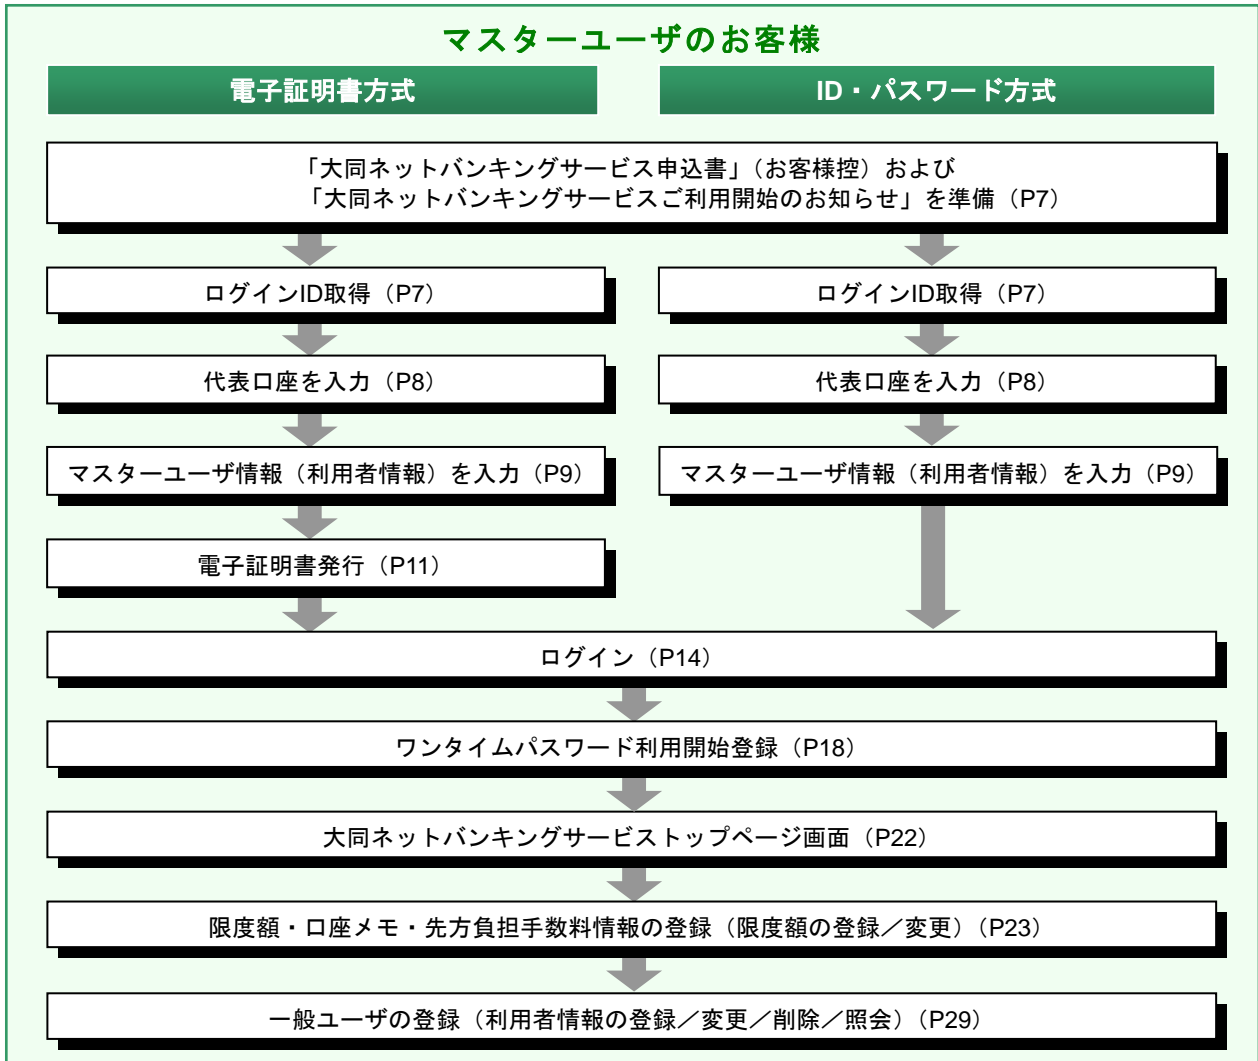 マスターユーザのお客様
電子証明書方式
ID・パスワード方式
「大同ネットバンキングサービス申込書」（お客様控）および
「大同ネットバンキングサービスご利用開始のお知らせ」を準備（P7）
ログインID取得（P7）
ログインID取得（P7）
代表口座を入力（P8）
代表口座を入力（P8）
マスターユーザ情報（利用者情報）を入力（P9）
マスターユーザ情報（利用者情報）を入力（P9）
電子証明書発行（P11）
ログイン（P14）
ワンタイムパスワード利用開始登録（P18）
大同ネットバンキングサービストップページ画面（P22）
限度額・口座メモ・先方負担手数料情報の登録（限度額の登録／変更）（P23）
一般ユーザの登録（利用者情報の登録／変更／削除／照会）（P29）